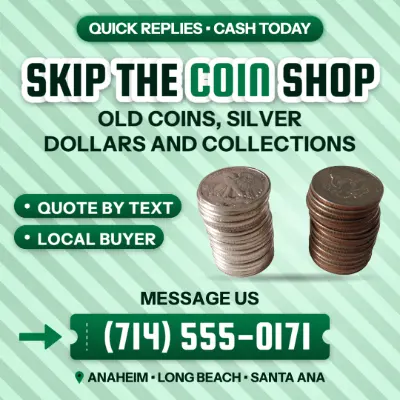 QUICK REPLIES • CASH TODAY
SKIP THE COIN SHOP
OLD COINS, SILVER
DOLLARS AND COLLECTIONS
• QUOTE BY TEXT
• LOCAL BUYER
MESSAGE US
(714) 555-0171
ANAHEIM • LONG BEACH • SANTA ANA